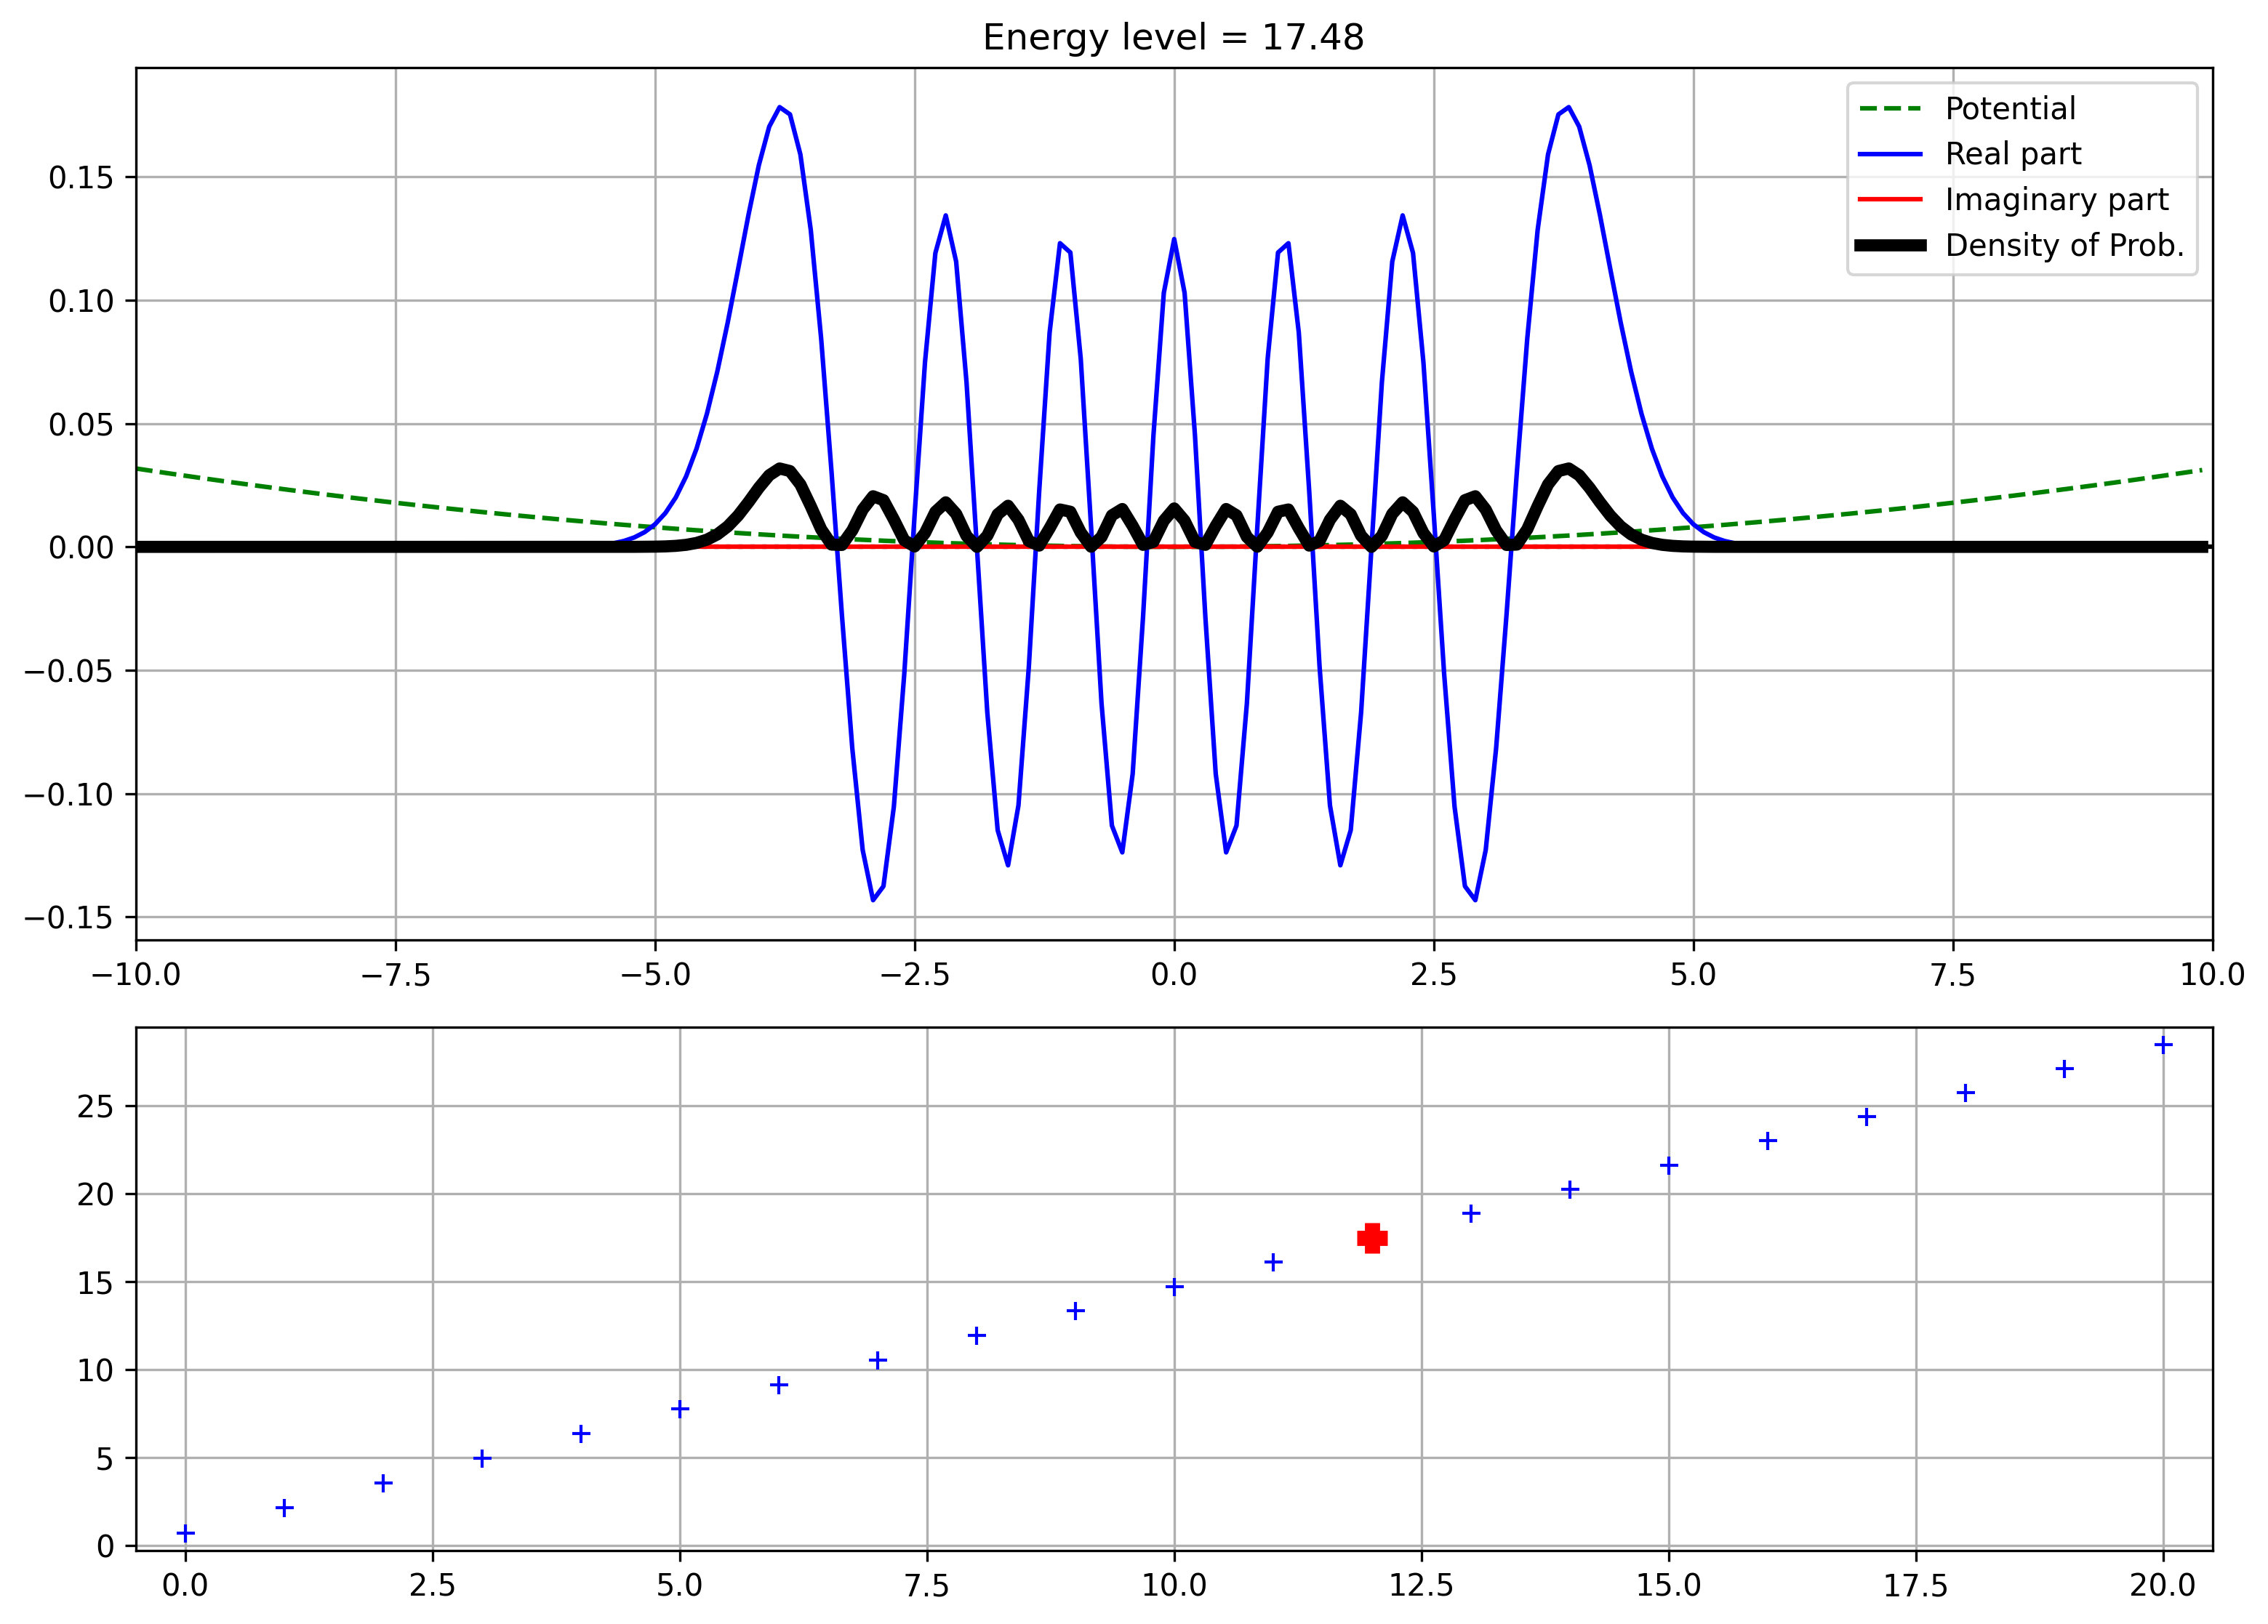 Energy level = 17.48
Potential
Real part
Imaginary part
Density of Prob.
0.15
0.10
0.05
0.00
−0.05
−0.10
−0.15
−10.0 −7.5 −5.0 −2.5 0.0 2.5 5.0 7.5 10.0
25
20
15
10
5
0
0.0 2.5 5.0 7.5 10.0 12.5 15.0 17.5 20.0